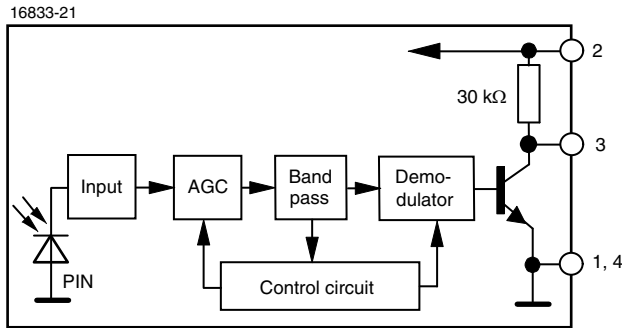 16833-21
2
30 kΩ
3
Input
AGC
Band
pass
Demo-
dulator
PIN
Control circuit
1, 4